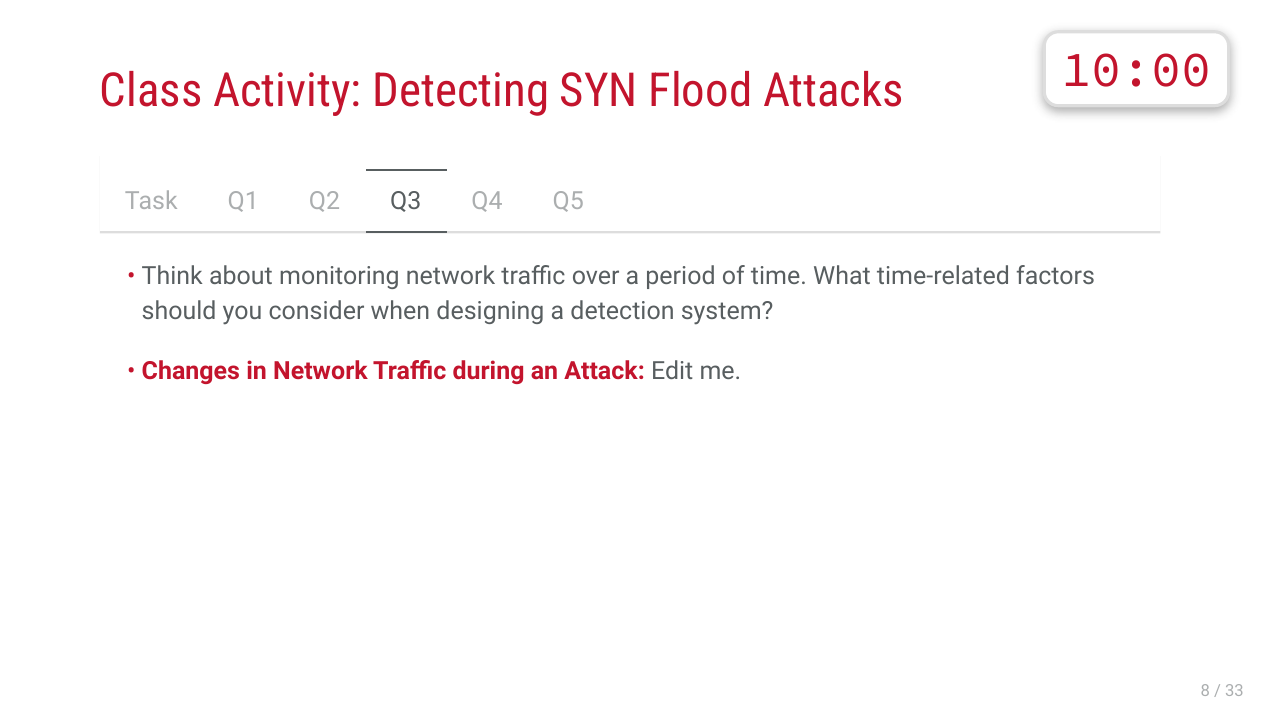 10:00
Class Activity: Detecting SYN Flood Attacks
Task Q1 Q2 Q3 Q4 Q5
• Think about monitoring network traffic over a period of time. What time-related factors
should you consider when designing a detection system?
• Changes in Network Traffic during an Attack: Edit me.
8 / 33